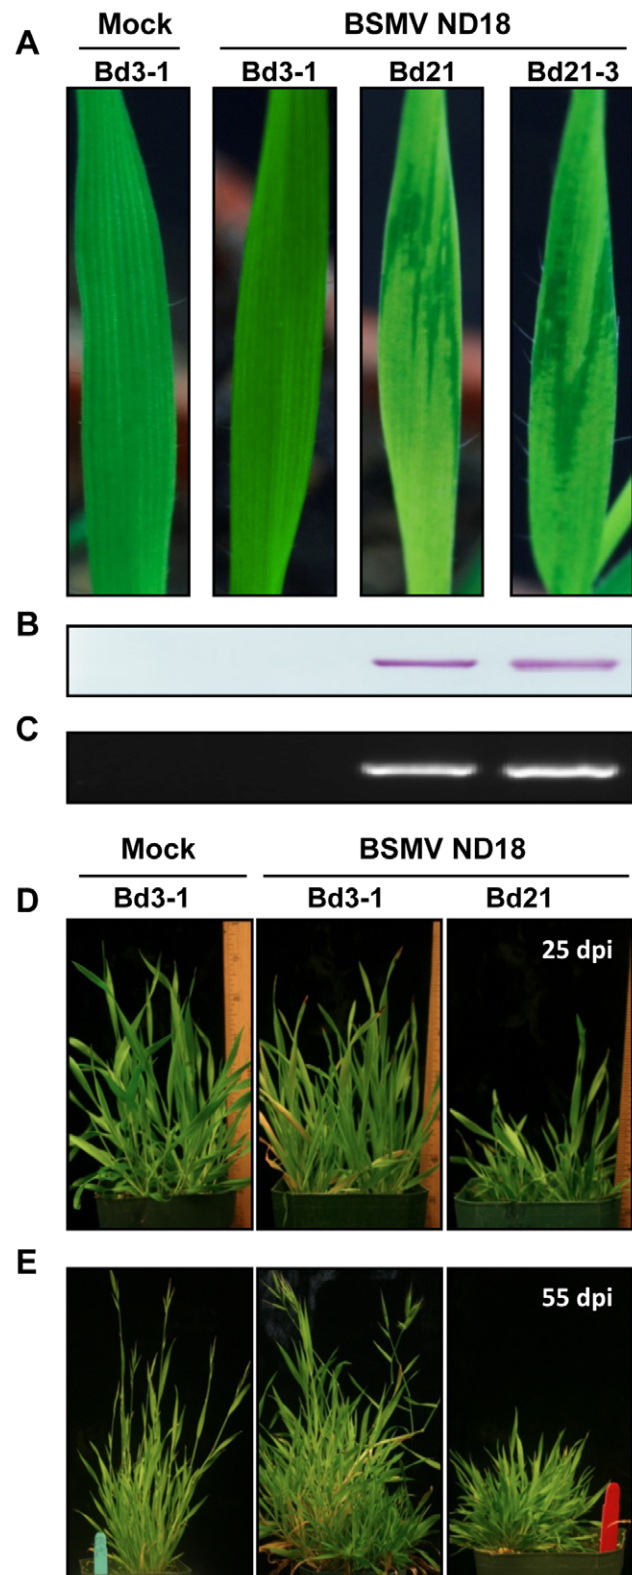 A
Mock
BSMV ND18
Bd3-1
Bd3-1
Bd21
Bd21-3
B
C
Mock
BSMV ND18
D
Bd3-1
Bd3-1
Bd21
25 dpi
E
55 dpi